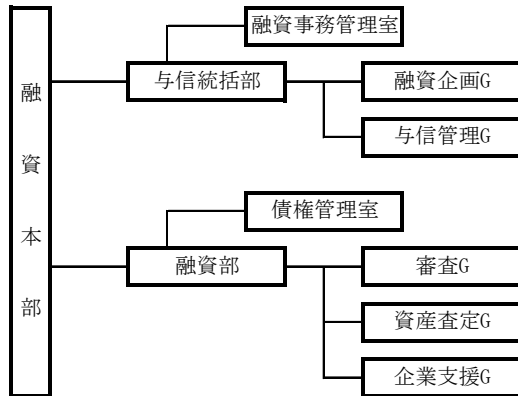 融資本部
融資事務管理室
与信統括部
融資企画G
与信管理G
債権管理室
融資部
審査G
資産査定G
企業支援G